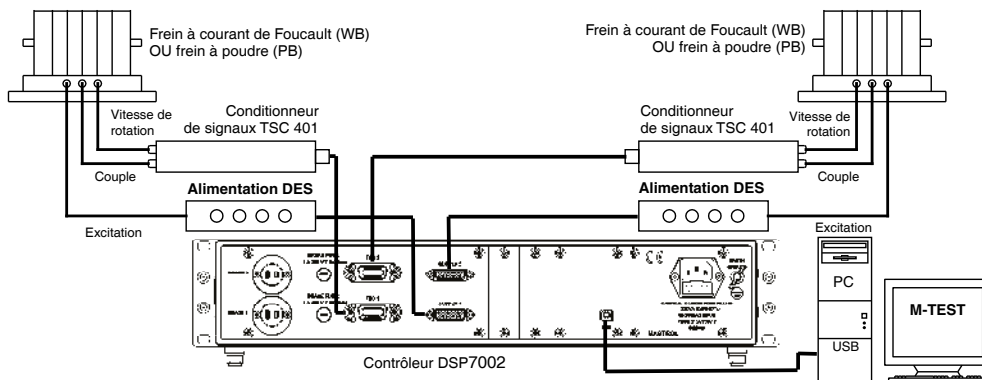 Frein à courant de Foucault (WB)
OU frein à poudre (PB)
Frein à courant de Foucault (WB)
OU frein à poudre (PB)
Vitesse de
rotation
Conditionneur
de signaux TSC 401
Conditionneur
de signaux TSC 401
Vitesse de
rotation
Couple
Couple
Alimentation DES
Alimentation DES
Excitation
Excitation
PC
M-TEST
USB
Contrôleur DSP7002